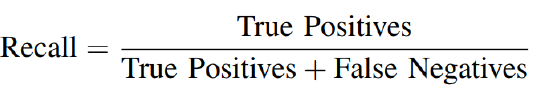 Recall = True Positives / True Positives + False Negatives